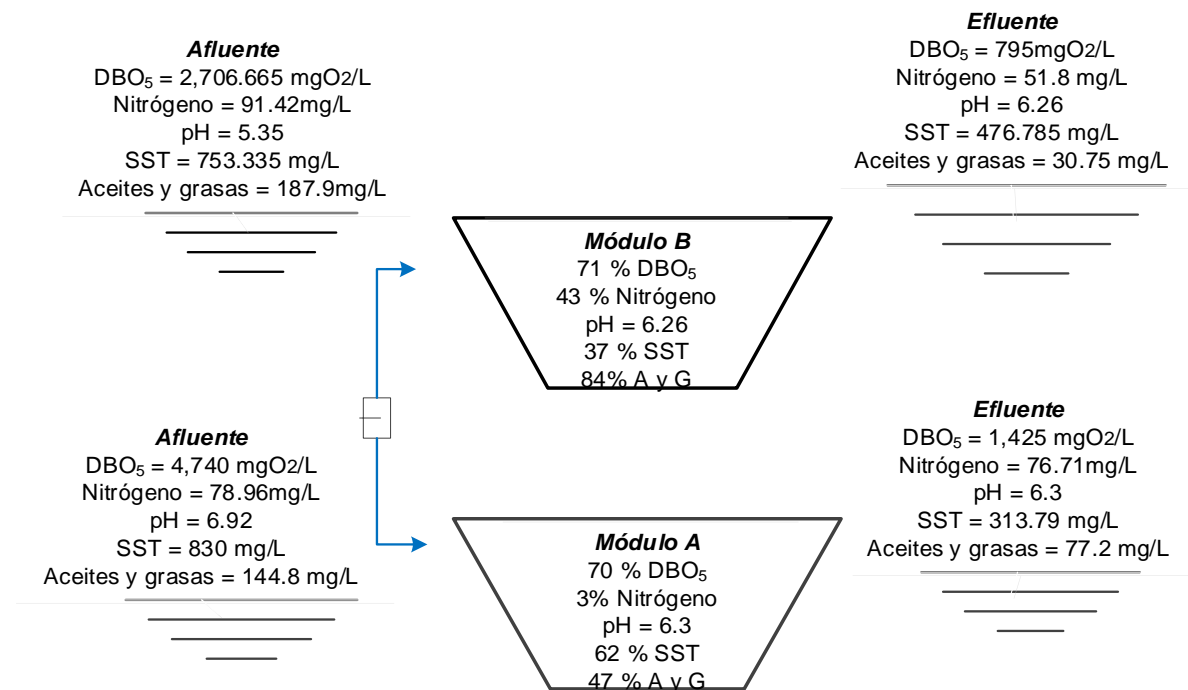 Afluente
DBO₅ = 2,706.665 mgO2/L
Nitrógeno = 91.42mg/L
pH = 5.35
SST = 753.335 mg/L
Aceites y grasas = 187.9mg/L
Efluente
DBO₅ = 795mgO2/L
Nitrógeno = 51.8 mg/L
pH = 6.26
SST = 476.785 mg/L
Aceites y grasas = 30.75 mg/L
Módulo B
71 % DBO₅
43 % Nitrógeno
pH = 6.26
37 % SST
84% A y G
Afluente
DBO₅ = 4,740 mgO2/L
Nitrógeno = 78.96mg/L
pH = 6.92
SST = 830 mg/L
Aceites y grasas = 144.8 mg/L
Efluente
DBO₅ = 1,425 mgO2/L
Nitrógeno = 76.71mg/L
pH = 6.3
SST = 313.79 mg/L
Aceites y grasas = 77.2 mg/L
Módulo A
70 % DBO₅
3% Nitrógeno
pH = 6.3
62 % SST
47 % A y G